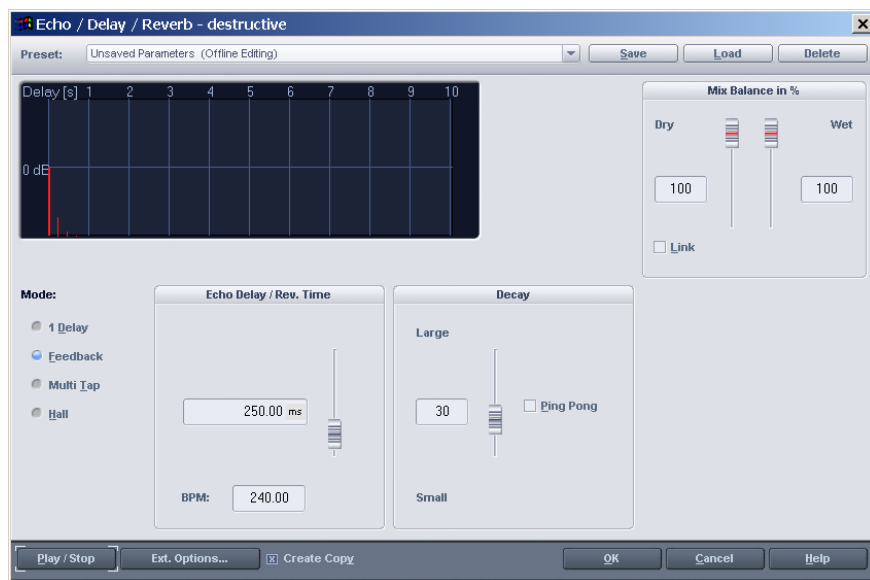 Echo / Delay / Reverb - destructive
Preset: Unsaved Parameters (Offline Editing) Save Load Delete
Delay [s] 1 2 3 4 5 6 7 8 9 10
0 dB
Mix Balance in %
Dry Wet
100 100
Link
Mode:
1 Delay
Feedback
Multi Tap
Hall
Echo Delay / Rev. Time
250.00 ms
BPM: 240.00
Decay
Large
30 Ping Pong
Small
Play / Stop Ext. Options... Create Copy OK Cancel Help